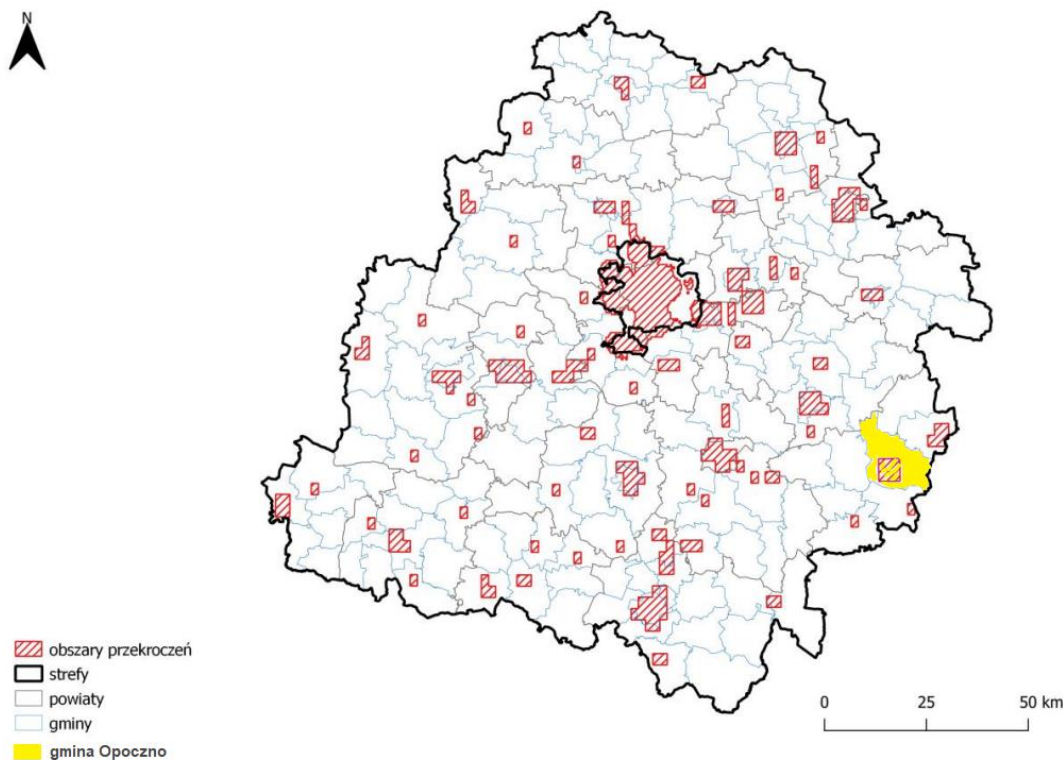 N
obszary przekroczeń
strefy
powiaty
gminy
gmina Opoczno
0 25 50 km